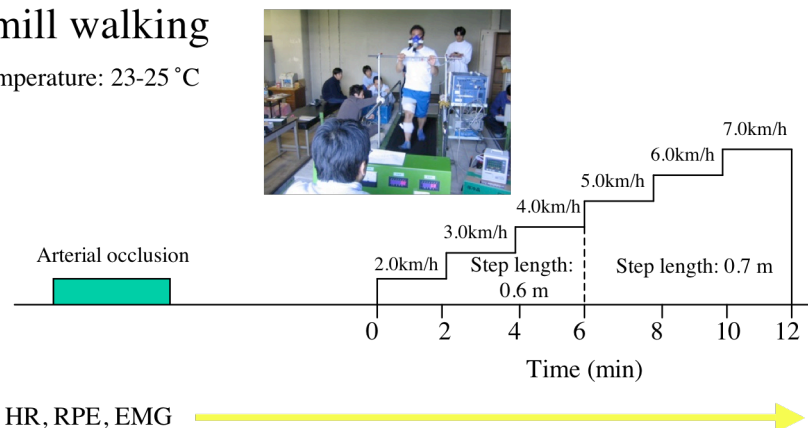 mill walking
mperature: 23-25˚C
7.0km/h
6.0km/h
5.0km/h
4.0km/h
3.0km/h
2.0km/h
Arterial occlusion
Step length:
0.6 m
Step length: 0.7 m
0 2 4 6 8 10 12
Time (min)
HR, RPE, EMG